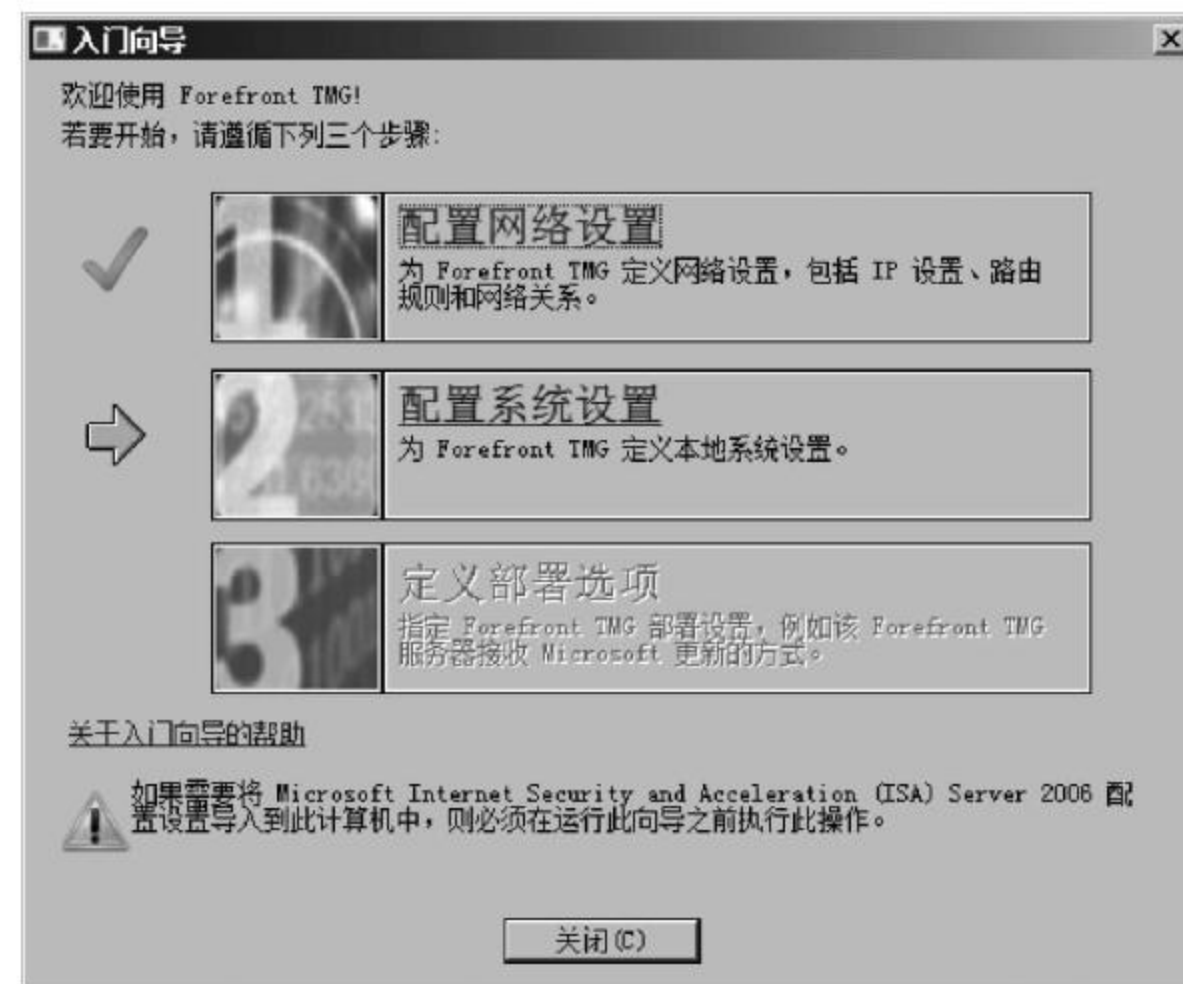 入门向导
欢迎使用 Forefront TMG!
若要开始，请遵循下列三个步骤:
配置网络设置
为 Forefront TMG 定义网络设置，包括 IP 设置、路由
规则和网络关系。
配置系统设置
为 Forefront TMG 定义本地系统设置。
定义部署选项
指定 Forefront TMG 部署设置，例如该 Forefront TMG
服务器接收 Microsoft 更新的方式。
关于入门向导的帮助
如果需要将 Microsoft Internet Security and Acceleration (ISA) Server 2006 配
置设置导入到此计算机中，则必须在运行此向导之前执行此操作。
关闭(C)